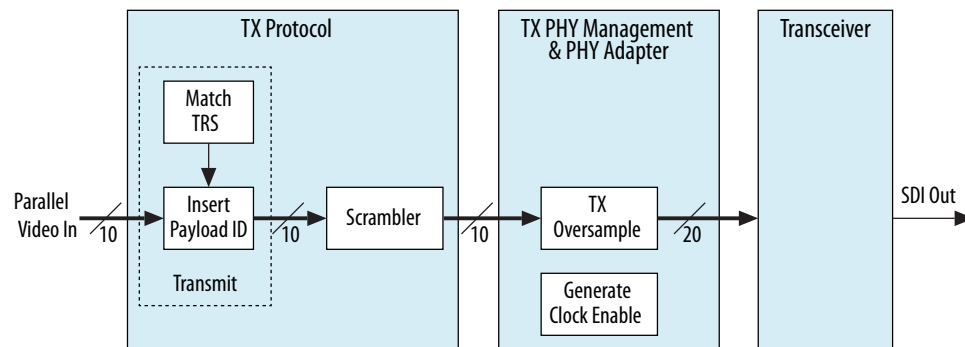 TX Protocol
TX PHY Management
& PHY Adapter
Transceiver
Match
TRS
Parallel
Video In
10
Insert
Payload ID
10
Scrambler
10
TX
Oversample
20
SDI Out
Transmit
Generate
Clock Enable